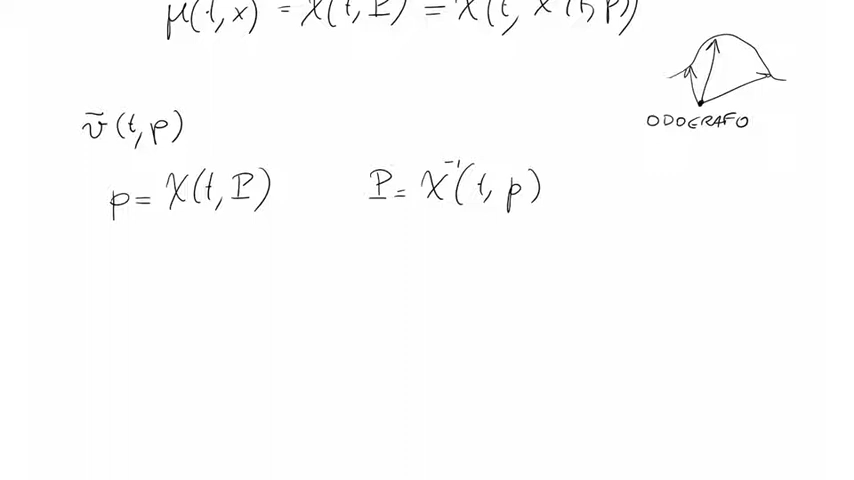 μ(t,x) = χ(t,P) = χ(t, χ⁻¹(t,p))
ODOGRAFO
ṽ(t,p)
p = χ(t,P) P = χ⁻¹(t,p)